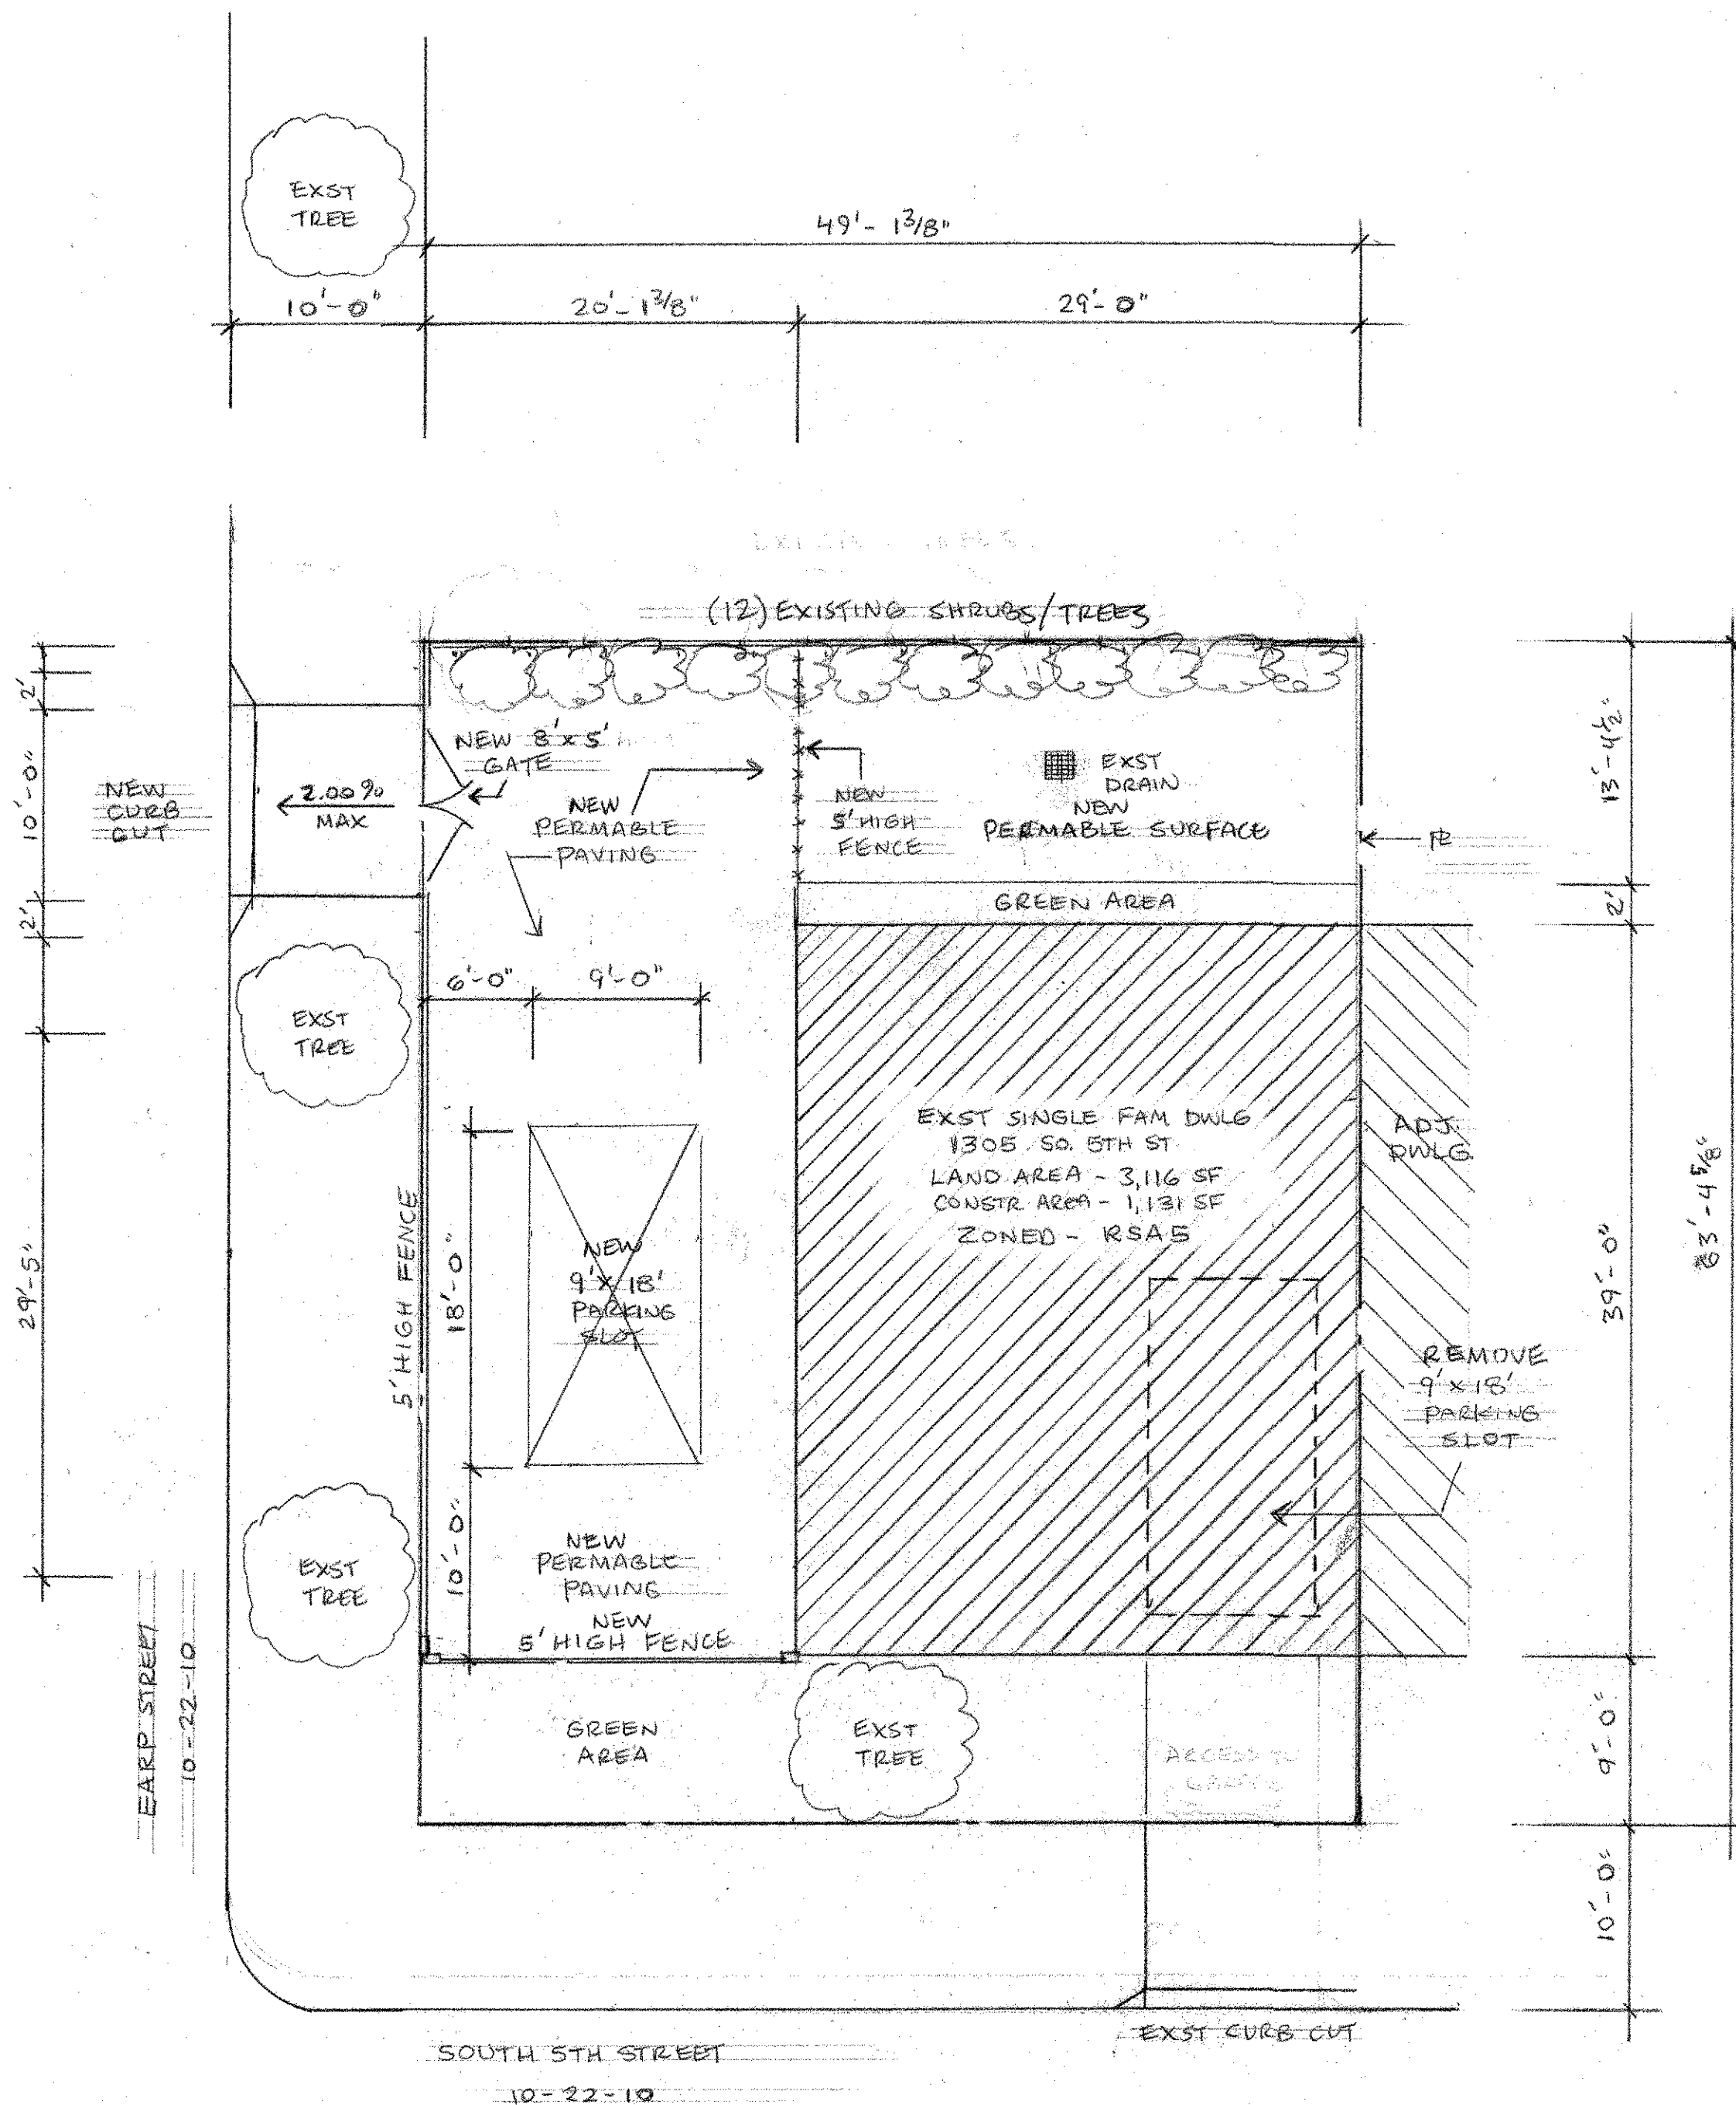 EXST
TREE
49'- 1 3/8"
10'-0"
20'- 1 3/8"
29'-0"
(12) EXISTING SHRUBS/TREES
2'
10'-0"
2'
29'-5"
NEW
CURB
CUT
2.00%
MAX
NEW 8'x5'
GATE
NEW
PERMABLE
PAVING
NEW
5'HIGH
FENCE
EXST
DRAIN
NEW
PERMABLE SURFACE
PL
GREEN AREA
13'-4½"
2'
39'-0"
9'-0"
10'-0"
63'-4 5/8"
6'-0"
9'-0"
EXST
TREE
5' HIGH FENCE
18'-0"
10'-0"
NEW
9'X 18'
PARKING
SLOT
EXST SINGLE FAM DWLG
1305 SO. 5TH ST
LAND AREA - 3,116 SF
CONSTR AREA - 1,131 SF
ZONED - RSA5
ADJ.
DWLG.
REMOVE
9'x 18'
PARKING
SLOT
EXST
TREE
NEW
PERMABLE
PAVING
NEW
5' HIGH FENCE
GREEN
AREA
EXST
TREE
ACCESS TO
EARP STREET
10-22-10
EXST CURB CUT
SOUTH 5TH STREET
10-22-10